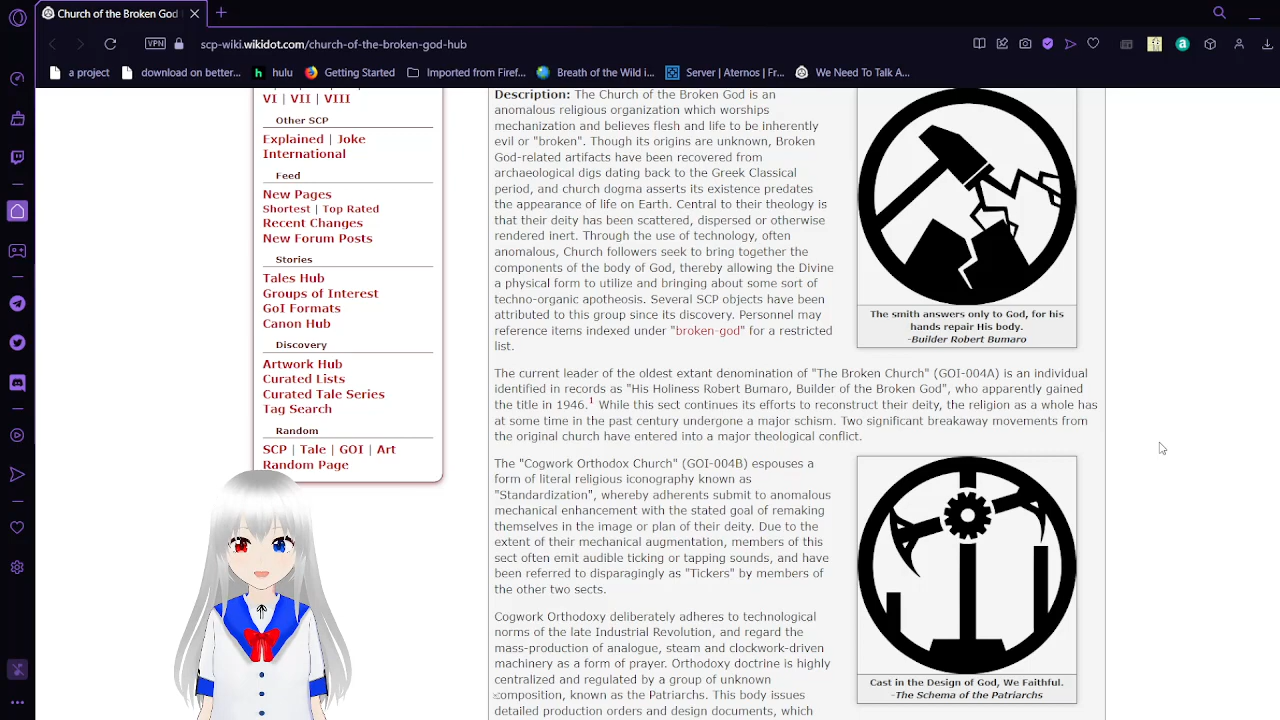 Church of the Broken God
scp-wiki.wikidot.com/church-of-the-broken-god-hub
VPN
a project
download on better...
hulu
Getting Started
Imported from Firef...
Breath of the Wild i...
Server | Aternos | Fr...
We Need To Talk A...
VI | VII | VIII
Other SCP
Explained | Joke
International
Feed
New Pages
Shortest | Top Rated
Recent Changes
New Forum Posts
Stories
Tales Hub
Groups of Interest
GoI Formats
Canon Hub
Discovery
Artwork Hub
Curated Lists
Curated Tale Series
Tag Search
Random
SCP | Tale | GOI | Art
Random Page
Description: The Church of the Broken God is an
anomalous religious organization which worships
mechanization and believes flesh and life to be inherently
evil or "broken". Though its origins are unknown, Broken
God-related artifacts have been recovered from
archaeological digs dating back to the Greek Classical
period, and church dogma asserts its existence predates
the appearance of life on Earth. Central to their theology is
that their deity has been scattered, dispersed or otherwise
rendered inert. Through the use of technology, often
anomalous, Church followers seek to bring together the
components of the body of God, thereby allowing the Divine
a physical form to utilize and bringing about some sort of
techno-organic apotheosis. Several SCP objects have been
attributed to this group since its discovery. Personnel may
reference items indexed under "broken-god" for a restricted
list.
The smith answers only to God, for his
hands repair His body.
-Builder Robert Bumaro
The current leader of the oldest extant denomination of "The Broken Church" (GOI-004A) is an individual
identified in records as "His Holiness Robert Bumaro, Builder of the Broken God", who apparently gained
the title in 1946.1 While this sect continues its efforts to reconstruct their deity, the religion as a whole has
at some time in the past century undergone a major schism. Two significant breakaway movements from
the original church have entered into a major theological conflict.
The "Cogwork Orthodox Church" (GOI-004B) espouses a
form of literal religious iconography known as
"Standardization", whereby adherents submit to anomalous
mechanical enhancement with the stated goal of remaking
themselves in the image or plan of their deity. Due to the
extent of their mechanical augmentation, members of this
sect often emit audible ticking or tapping sounds, and have
been referred to disparagingly as "Tickers" by members of
the other two sects.
Cogwork Orthodoxy deliberately adheres to technological
norms of the late Industrial Revolution, and regard the
mass-production of analogue, steam and clockwork-driven
machinery as a form of prayer. Orthodoxy doctrine is highly
centralized and regulated by a group of unknown
composition, known as the Patriarchs. This body issues
detailed production orders and design documents, which
Cast in the Design of God, We Faithful.
-The Schema of the Patriarchs